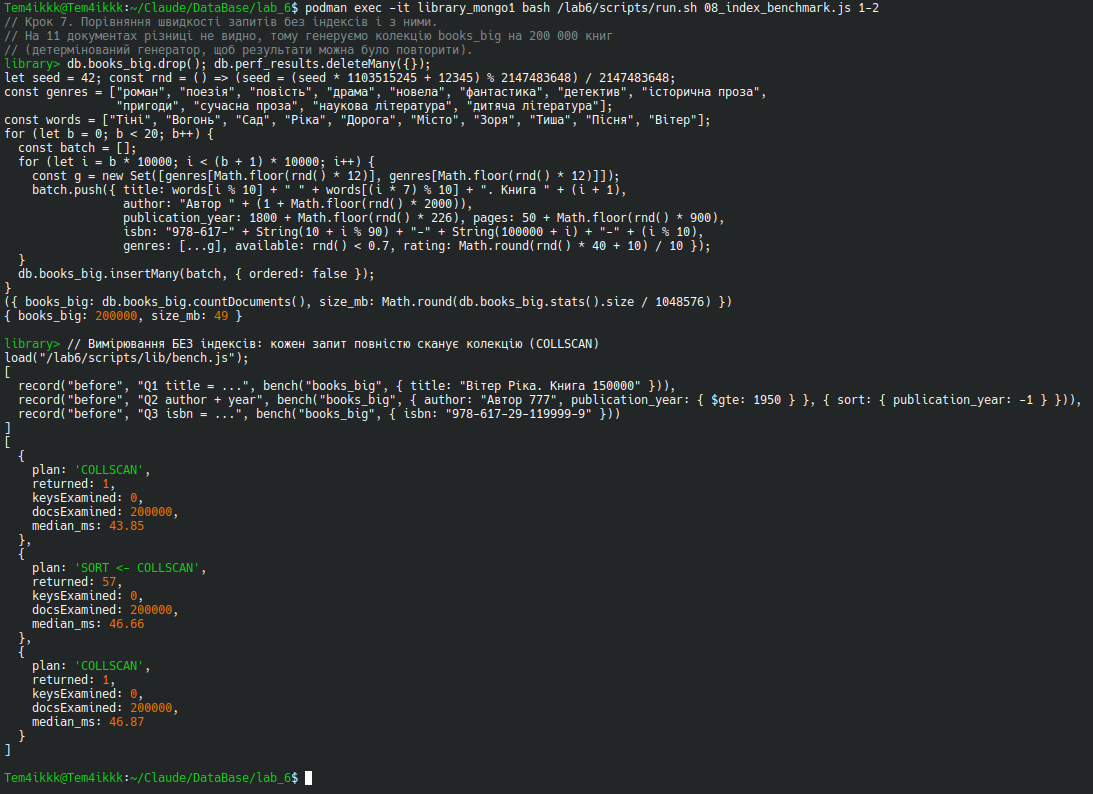 Tem4ikkk@Tem4ikkk:~/Claude/DataBase/lab_6$ podman exec -it library_mongo1 bash /lab6/scripts/run.sh 08_index_benchmark.js 1-2
// Крок 7. Порівняння швидкості запитів без індексів і з ними.
// На 11 документах різниці не видно, тому генеруємо колекцію books_big на 200 000 книг
// (детермінований генератор, щоб результати можна було повторити).
library> db.books_big.drop(); db.perf_results.deleteMany({});
let seed = 42; const rnd = () => (seed = (seed * 1103515245 + 12345) % 2147483648) / 2147483648;
const genres = ["роман", "поезія", "повість", "драма", "новела", "фантастика", "детектив", "історична проза",
                "пригоди", "сучасна проза", "наукова література", "дитяча література"];
const words = ["Тіні", "Вогонь", "Сад", "Ріка", "Дорога", "Місто", "Зоря", "Тиша", "Пісня", "Вітер"];
for (let b = 0; b < 20; b++) {
  const batch = [];
  for (let i = b * 10000; i < (b + 1) * 10000; i++) {
    const g = new Set([genres[Math.floor(rnd() * 12)], genres[Math.floor(rnd() * 12)]]);
    batch.push({ title: words[i % 10] + " " + words[(i * 7) % 10] + ". Книга " + (i + 1),
                 author: "Автор " + (1 + Math.floor(rnd() * 2000)),
                 publication_year: 1800 + Math.floor(rnd() * 226), pages: 50 + Math.floor(rnd() * 900),
                 isbn: "978-617-" + String(10 + i % 90) + "-" + String(100000 + i) + "-" + (i % 10),
                 genres: [...g], available: rnd() < 0.7, rating: Math.round(rnd() * 40 + 10) / 10 });
  }
  db.books_big.insertMany(batch, { ordered: false });
}
({ books_big: db.books_big.countDocuments(), size_mb: Math.round(db.books_big.stats().size / 1048576) })
{ books_big: 200000, size_mb: 49 }
library> // Вимірювання БЕЗ індексів: кожен запит повністю сканує колекцію (COLLSCAN)
load("/lab6/scripts/lib/bench.js");
[
  record("before", "Q1 title = ...", bench("books_big", { title: "Вітер Ріка. Книга 150000" })),
  record("before", "Q2 author + year", bench("books_big", { author: "Автор 777", publication_year: { $gte: 1950 } }, { sort: { publication_year: -1 } })),
  record("before", "Q3 isbn = ...", bench("books_big", { isbn: "978-617-29-119999-9" }))
]
[
  {
    plan: 'COLLSCAN',
    returned: 1,
    keysExamined: 0,
    docsExamined: 200000,
    median_ms: 43.85
  },
  {
    plan: 'SORT <- COLLSCAN',
    returned: 57,
    keysExamined: 0,
    docsExamined: 200000,
    median_ms: 46.66
  },
  {
    plan: 'COLLSCAN',
    returned: 1,
    keysExamined: 0,
    docsExamined: 200000,
    median_ms: 46.87
  }
]
Tem4ikkk@Tem4ikkk:~/Claude/DataBase/lab_6$